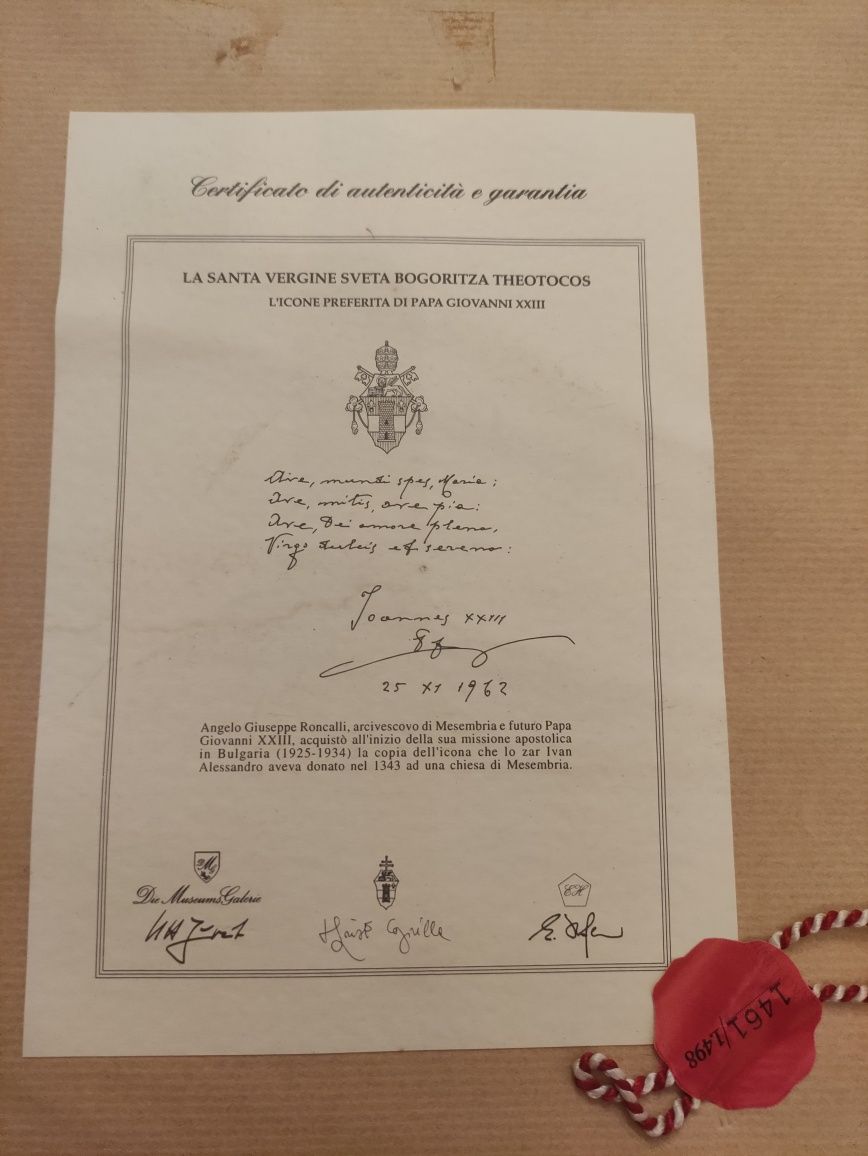 Certificato di autenticità e garantia
LA SANTA VERGINE SVETA BOGORITZA THEOTOCOS
L'ICONE PREFERITA DI PAPA GIOVANNI XXIII
Ave, mundi spes, Maria;
Ave, mitis, ave pia:
Ave, Dei amore plena,
Virgo dulcis et serena:
Joannes XXIII
25 XI 1962
Angelo Giuseppe Roncalli, arcivescovo di Mesembria e futuro Papa
Giovanni XXIII, acquistò all'inizio della sua missione apostolica
in Bulgaria (1925-1934) la copia dell'icona che lo zar Ivan
Alessandro aveva donato nel 1343 ad una chiesa di Mesembria.
Die Museums Galerie
EH
1461/1.498